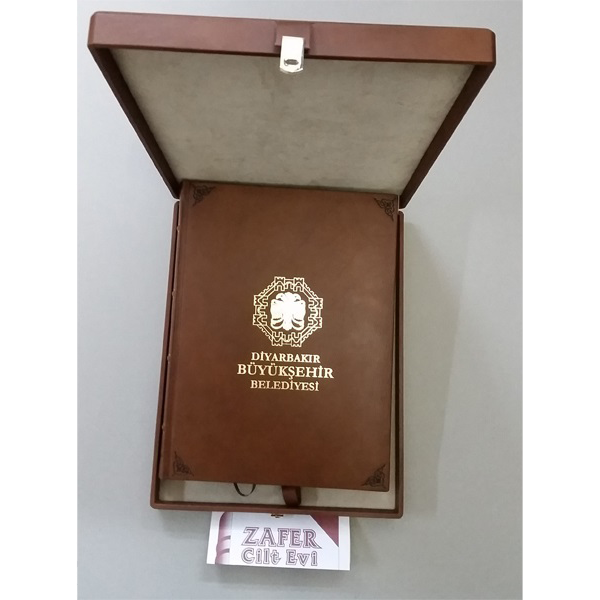 DİYARBAKIR
BÜYÜKŞEHİR
BELEDİYESİ
ZAFER
Cilt Evi